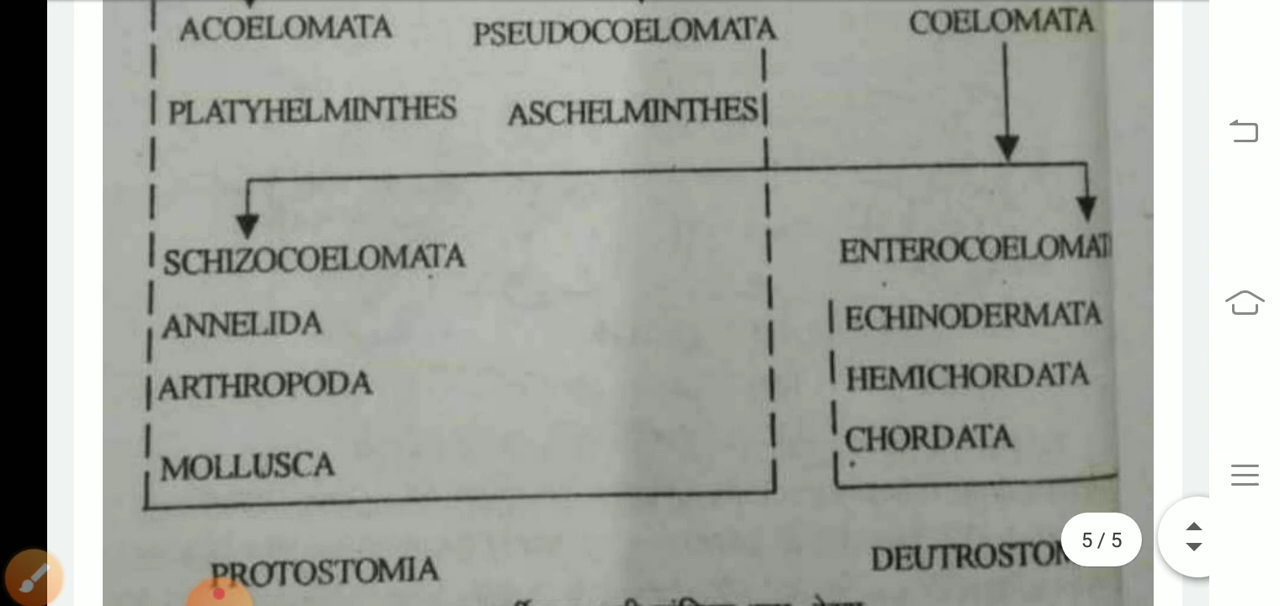 ACOELOMATA PSEUDOCOELOMATA COELOMATA
PLATYHELMINTHES ASCHELMINTHES
SCHIZOCOELOMATA ENTEROCOELOMAT
ANNELIDA ECHINODERMATA
ARTHROPODA HEMICHORDATA
MOLLUSCA CHORDATA
5 / 5
PROTOSTOMIA DEUTROSTOM